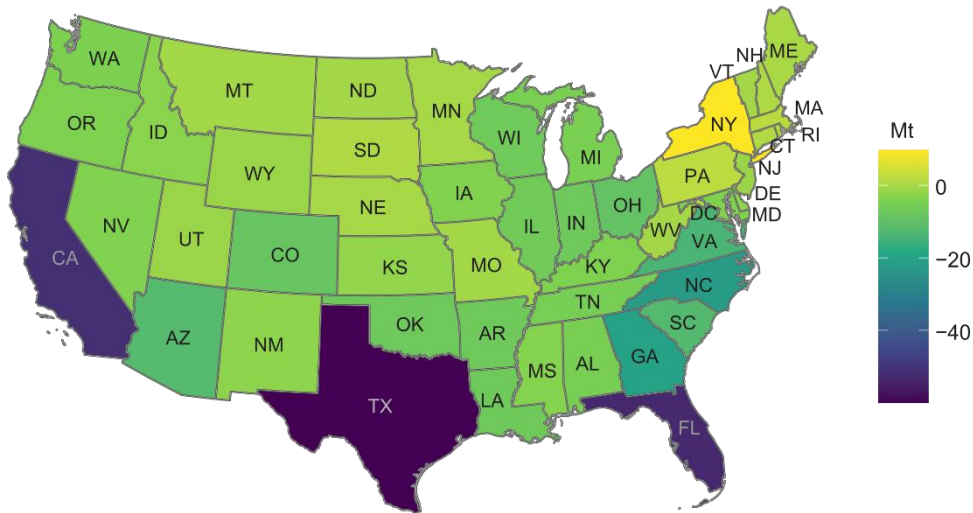 WA
OR
ID
MT
ND
MN
WI
MI
VT
NH
ME
MA
RI
CT
NY
NJ
PA
DE
MD
DC
SD
WY
NE
IA
IL
IN
OH
WV
VA
CA
NV
UT
CO
KS
MO
KY
NC
TN
SC
AZ
NM
OK
AR
MS
AL
GA
TX
LA
FL
Mt
0
−20
−40